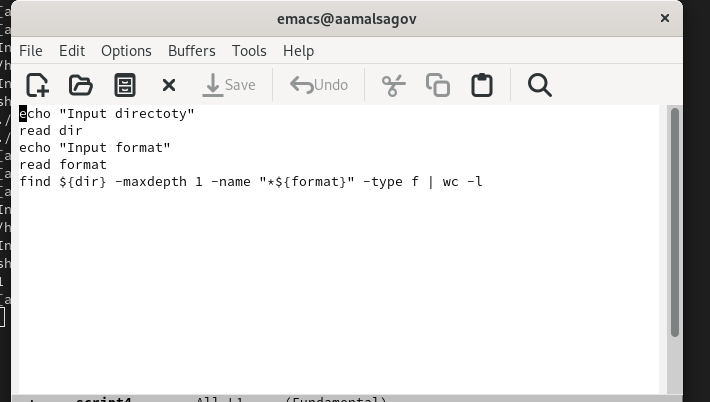 emacs@aamalsagov
File Edit Options Buffers Tools Help
Save Undo
echo "Input directoty"
read dir
echo "Input format"
read format
find ${dir} -maxdepth 1 -name "*${format}" -type f | wc -l
script4 All L1 (Fundamental)